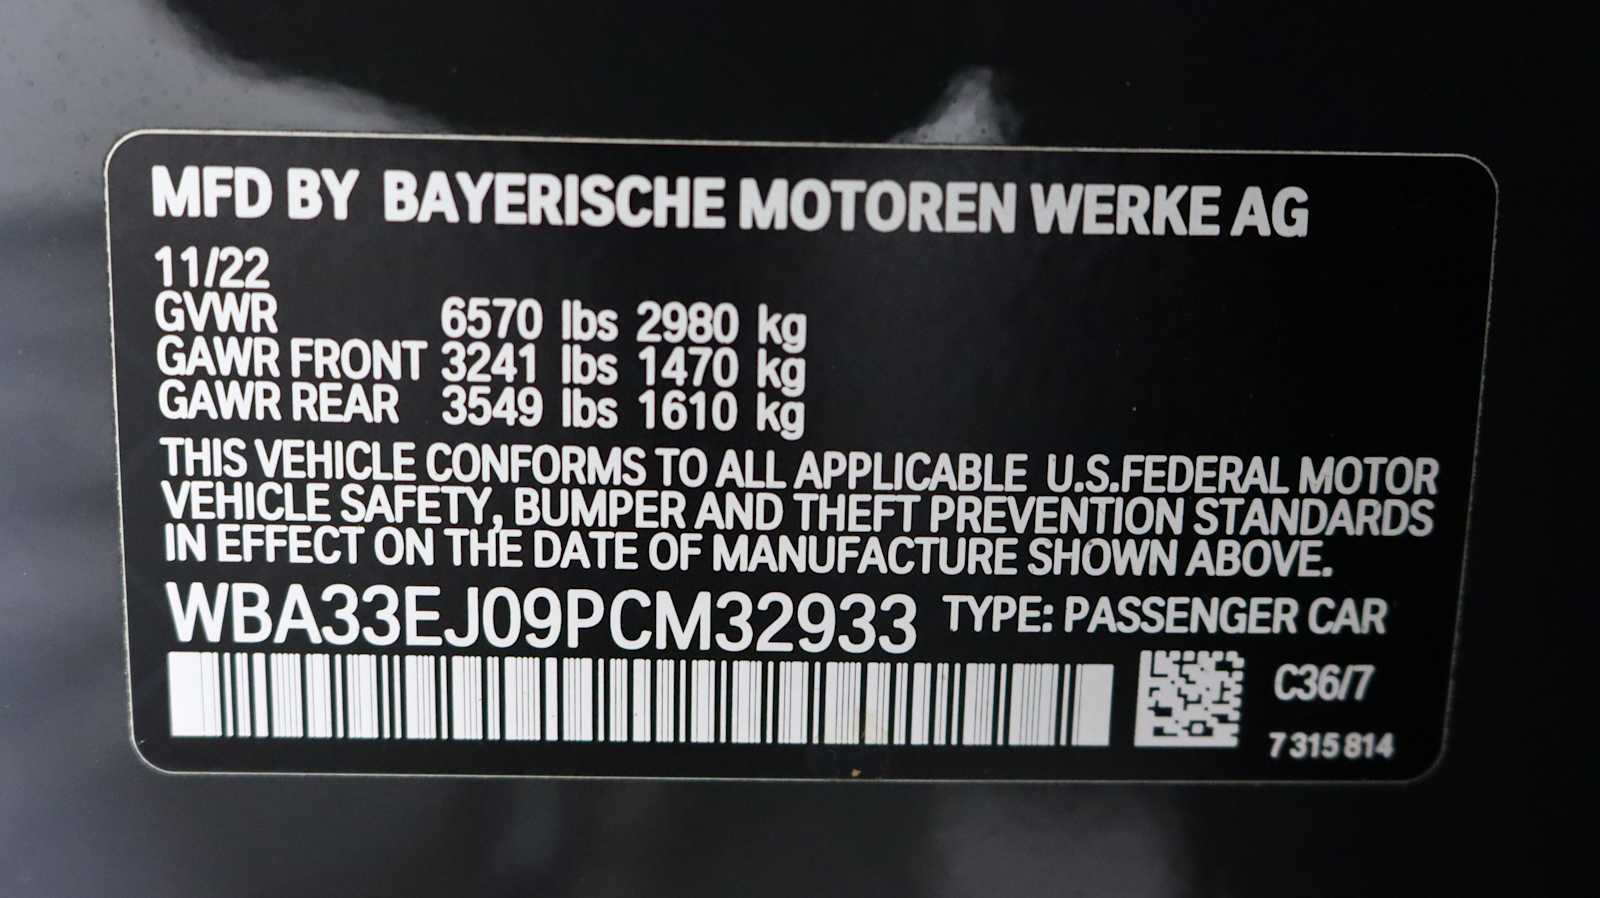 MFD BY BAYERISCHE MOTOREN WERKE AG
11/22
GVWR 6570 lbs 2980 kg
GAWR FRONT 3241 lbs 1470 kg
GAWR REAR 3549 lbs 1610 kg
THIS VEHICLE CONFORMS TO ALL APPLICABLE U.S.FEDERAL MOTOR
VEHICLE SAFETY, BUMPER AND THEFT PREVENTION STANDARDS
IN EFFECT ON THE DATE OF MANUFACTURE SHOWN ABOVE.
WBA33EJ09PCM32933 TYPE: PASSENGER CAR
C36/7
7 315 814